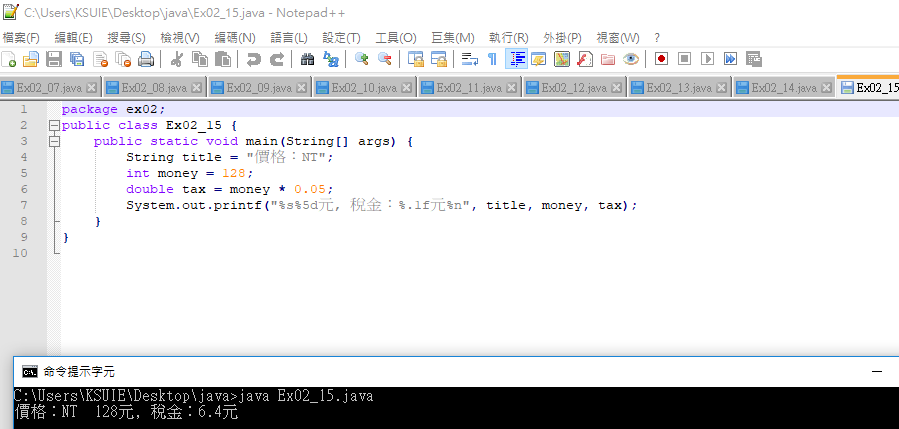 C:\Users\KSUIE\Desktop\java\Ex02_15.java - Notepad++
檔案(F) 編輯(E) 搜尋(S) 檢視(V) 編碼(N) 語言(L) 設定(T) 工具(O) 巨集(M) 執行(R) 外掛(P) 視窗(W) ?
Ex02_07.java Ex02_08.java Ex02_09.java Ex02_10.java Ex02_11.java Ex02_12.java Ex02_13.java Ex02_14.java Ex02_15
1 package ex02;
2 public class Ex02_15 {
3 public static void main(String[] args) {
4 String title = "價格：NT";
5 int money = 128;
6 double tax = money * 0.05;
7 System.out.printf("%s%5d元, 稅金：%.1f元%n", title, money, tax);
8 }
9 }
10
命令提示字元
C:\Users\KSUIE\Desktop\java>java Ex02_15.java
價格：NT  128元, 稅金：6.4元